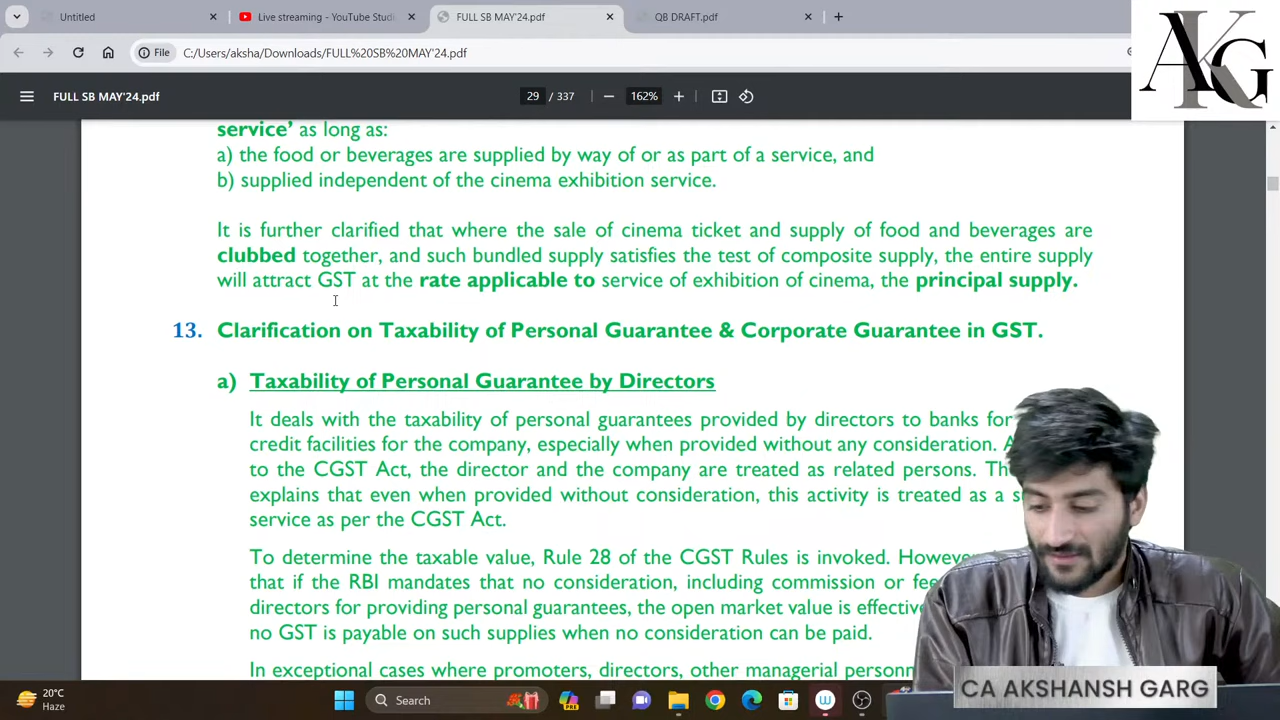 Untitled
Live streaming - YouTube Studi
FULL SB MAY'24.pdf
QB DRAFT.pdf
File
C:/Users/aksha/Downloads/FULL%20SB%20MAY'24.pdf
AKG
FULL SB MAY'24.pdf
29 / 337
162%
service' as long as:
a) the food or beverages are supplied by way of or as part of a service, and
b) supplied independent of the cinema exhibition service.
It is further clarified that where the sale of cinema ticket and supply of food and beverages are
clubbed together, and such bundled supply satisfies the test of composite supply, the entire supply
will attract GST at the rate applicable to service of exhibition of cinema, the principal supply.
13. Clarification on Taxability of Personal Guarantee & Corporate Guarantee in GST.
a) Taxability of Personal Guarantee by Directors
It deals with the taxability of personal guarantees provided by directors to banks for
credit facilities for the company, especially when provided without any consideration.
to the CGST Act, the director and the company are treated as related persons.
explains that even when provided without consideration, this activity is treated as a
service as per the CGST Act.
To determine the taxable value, Rule 28 of the CGST Rules is invoked.
that if the RBI mandates that no consideration, including commission or
directors for providing personal guarantees, the open market value is
no GST is payable on such supplies when no consideration can be paid.
In exceptional cases where promoters, directors, other managerial
CA AKSHANSH GARG
20°C
Haze
Search